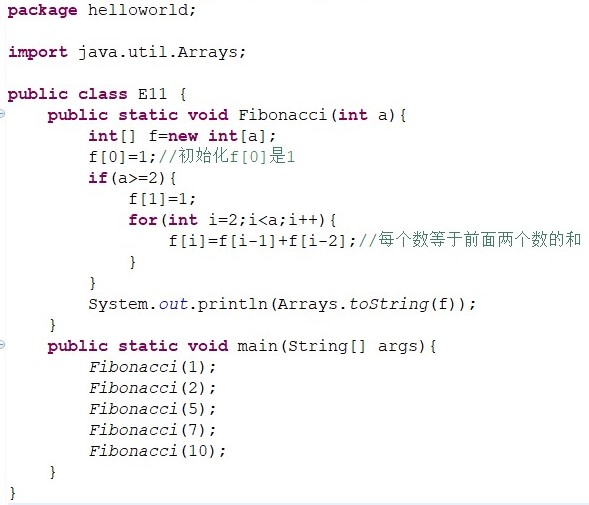 package helloworld;
import java.util.Arrays;
public class E11 {
public static void Fibonacci(int a){
int[] f=new int[a];
f[0]=1;//初始化f[0]是1
if(a>=2){
f[1]=1;
for(int i=2;i<a;i++){
f[i]=f[i-1]+f[i-2];//每个数等于前面两个数的和
}
}
System.out.println(Arrays.toString(f));
}
public static void main(String[] args){
Fibonacci(1);
Fibonacci(2);
Fibonacci(5);
Fibonacci(7);
Fibonacci(10);
}
}